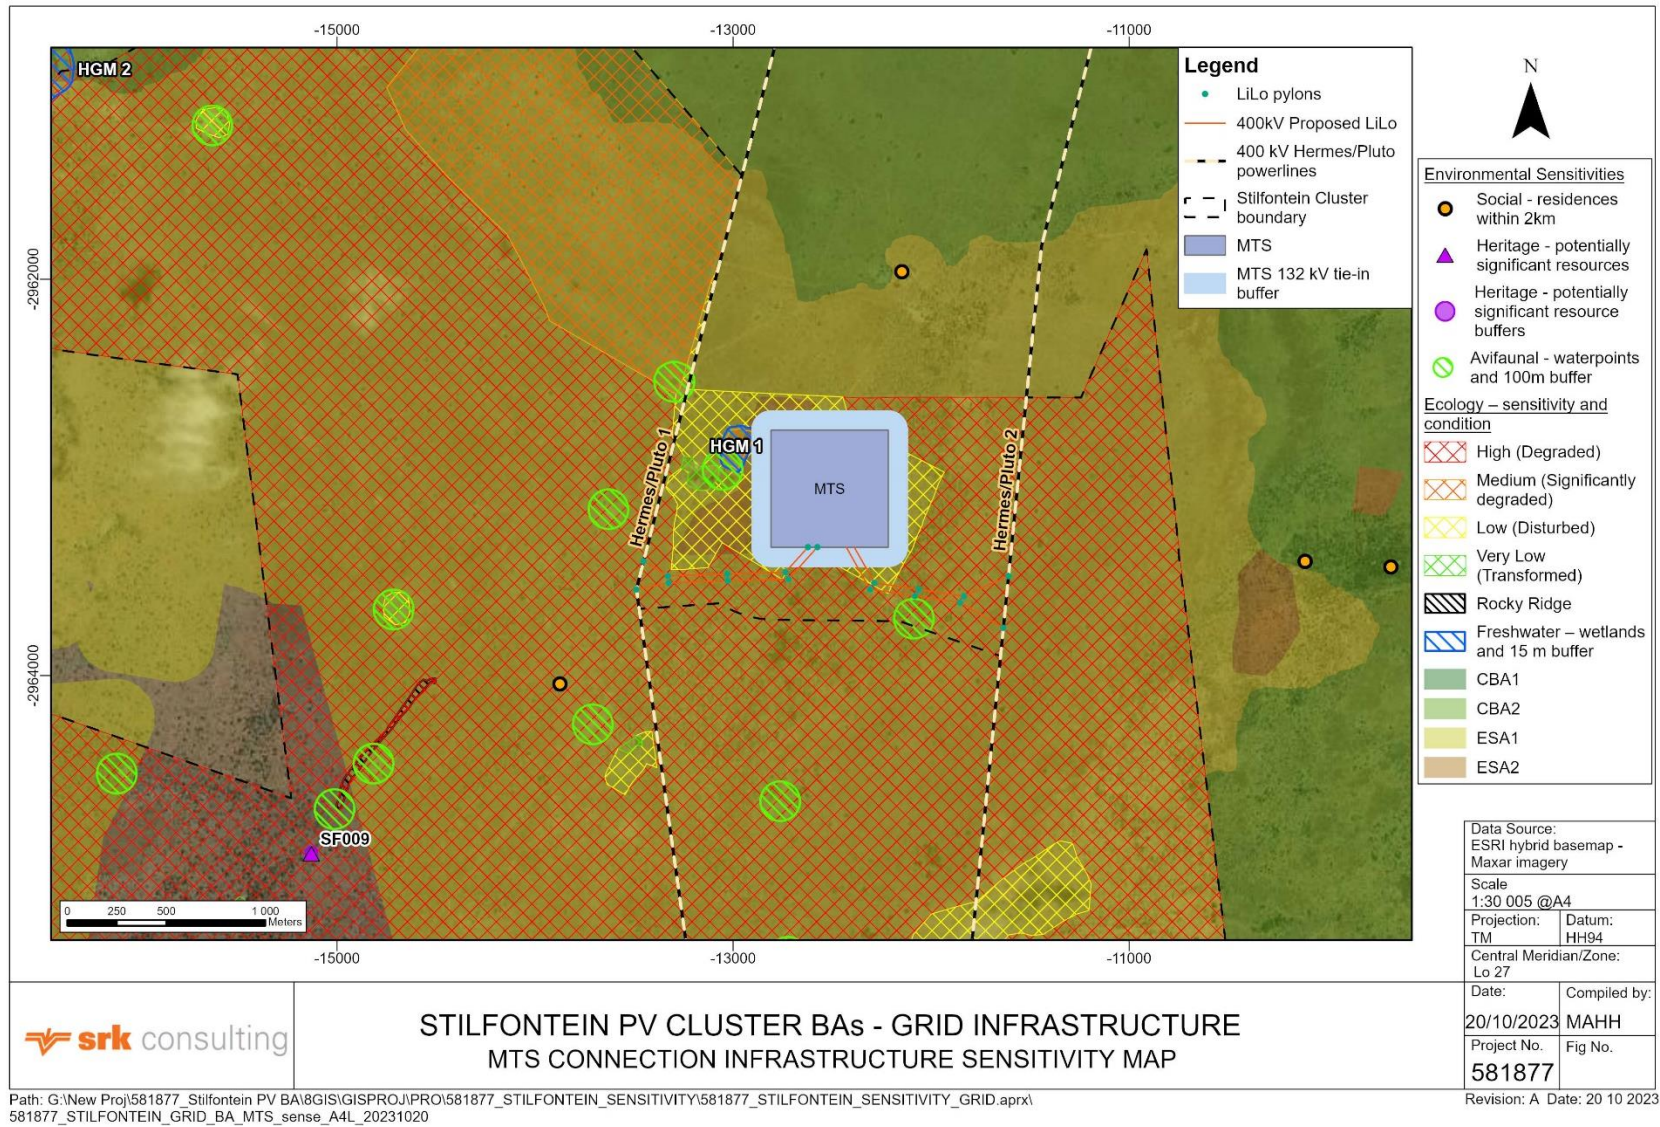 -15000
-13000
-11000
-2962000
-2964000
-15000
-13000
-11000
HGM 2
HGM 1
MTS
Hermes/Pluto 1
Hermes/Pluto 2
SF009
0 250 500 1 000
Meters
Legend
LiLo pylons
400kV Proposed LiLo
400 kV Hermes/Pluto
powerlines
Stilfontein Cluster
boundary
MTS
MTS 132 kV tie-in
buffer
N
Environmental Sensitivities
Social - residences
within 2km
Heritage - potentially
significant resources
Heritage - potentially
significant resource
buffers
Avifaunal - waterpoints
and 100m buffer
Ecology – sensitivity and
condition
High (Degraded)
Medium (Significantly
degraded)
Low (Disturbed)
Very Low
(Transformed)
Rocky Ridge
Freshwater – wetlands
and 15 m buffer
CBA1
CBA2
ESA1
ESA2
Data Source:
ESRI hybrid basemap -
Maxar imagery
Scale
1:30 005 @A4
Projection:
TM
Datum:
HH94
Central Meridian/Zone:
Lo 27
Date:
20/10/2023
Compiled by:
MAHH
Project No.
581877
Fig No.
srk consulting
STILFONTEIN PV CLUSTER BAs - GRID INFRASTRUCTURE
MTS CONNECTION INFRASTRUCTURE SENSITIVITY MAP
Path: G:\New Proj\581877_Stilfontein PV BA\8GIS\GISPROJ\PRO\581877_STILFONTEIN_SENSITIVITY\581877_STILFONTEIN_SENSITIVITY_GRID.aprx\
581877_STILFONTEIN_GRID_BA_MTS_sense_A4L_20231020
Revision: A Date: 20 10 2023